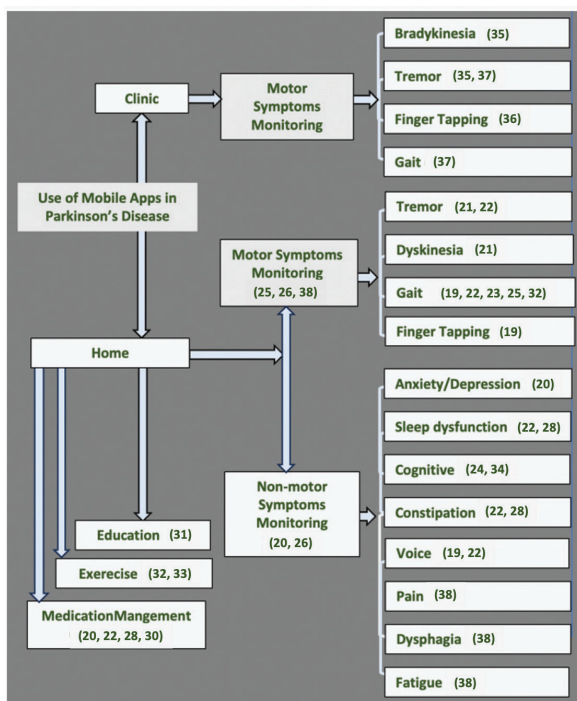 Clinic
Motor
Symptoms
Monitoring
Bradykinesia (35)
Tremor (35, 37)
Finger Tapping (36)
Gait (37)
Use of Mobile Apps in
Parkinson's Disease
Home
Motor Symptoms
Monitoring
(25, 26, 38)
Tremor (21, 22)
Dyskinesia (21)
Gait (19, 22, 23, 25, 32)
Finger Tapping (19)
Non-motor
Symptoms
Monitoring
(20, 26)
Anxiety/Depression (20)
Sleep dysfunction (22, 28)
Cognitive (24, 34)
Constipation (22, 28)
Voice (19, 22)
Pain (38)
Dysphagia (38)
Fatigue (38)
Education (31)
Exerecise (32, 33)
MedicationMangement
(20, 22, 28, 30)